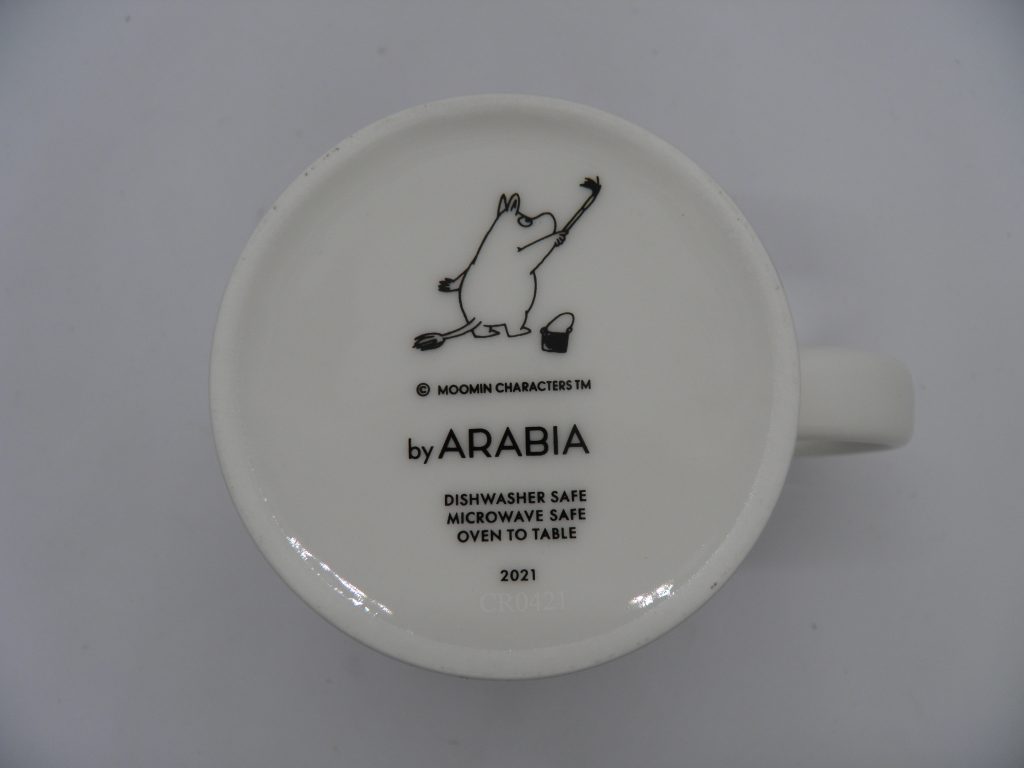 © MOOMIN CHARACTERS TM
by ARABIA
DISHWASHER SAFE
MICROWAVE SAFE
OVEN TO TABLE
2021
CR0421